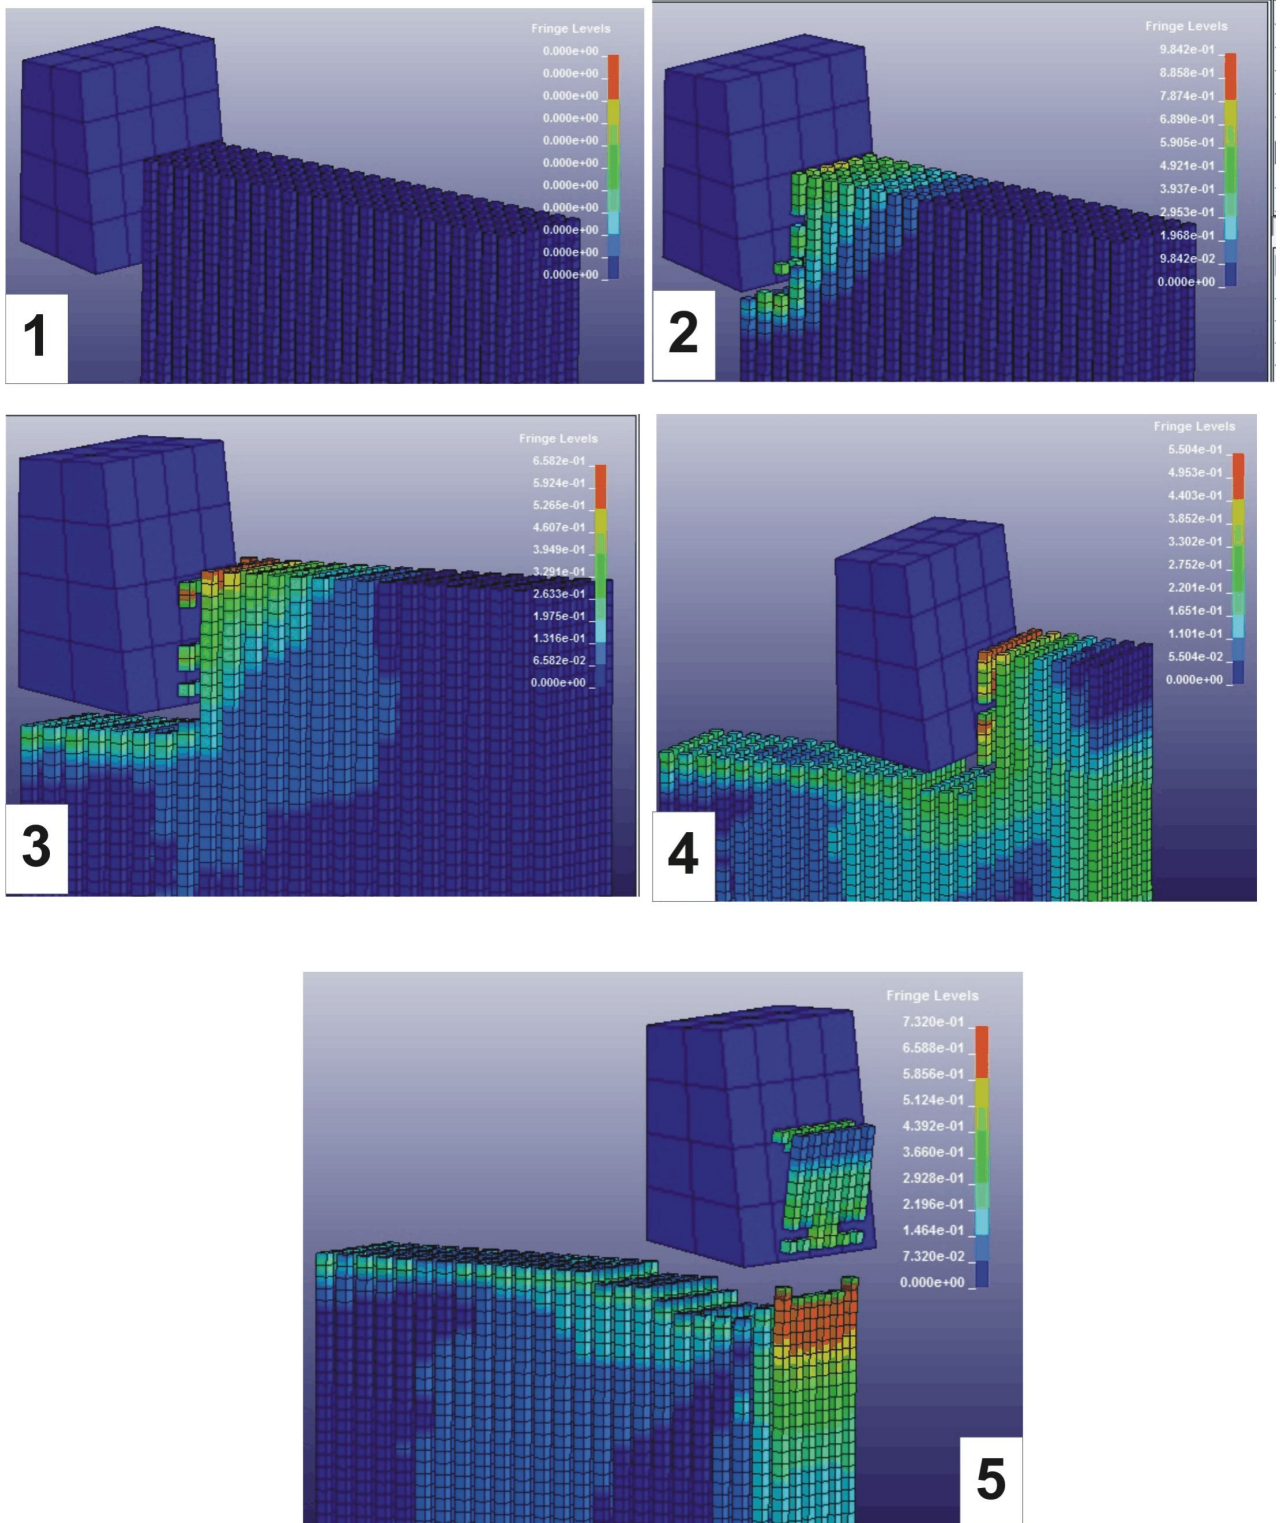 Fringe Levels
0.000e+00
0.000e+00
0.000e+00
0.000e+00
0.000e+00
0.000e+00
0.000e+00
0.000e+00
0.000e+00
0.000e+00
0.000e+00
1
Fringe Levels
9.842e-01
8.858e-01
7.874e-01
6.890e-01
5.905e-01
4.921e-01
3.937e-01
2.953e-01
1.968e-01
9.842e-02
0.000e+00
2
Fringe Levels
6.582e-01
5.924e-01
5.265e-01
4.607e-01
3.949e-01
3.291e-01
2.633e-01
1.975e-01
1.316e-01
6.582e-02
0.000e+00
3
Fringe Levels
5.504e-01
4.953e-01
4.403e-01
3.852e-01
3.302e-01
2.752e-01
2.201e-01
1.651e-01
1.101e-01
5.504e-02
0.000e+00
4
Fringe Levels
7.320e-01
6.588e-01
5.856e-01
5.124e-01
4.392e-01
3.660e-01
2.928e-01
2.196e-01
1.464e-01
7.320e-02
0.000e+00
5